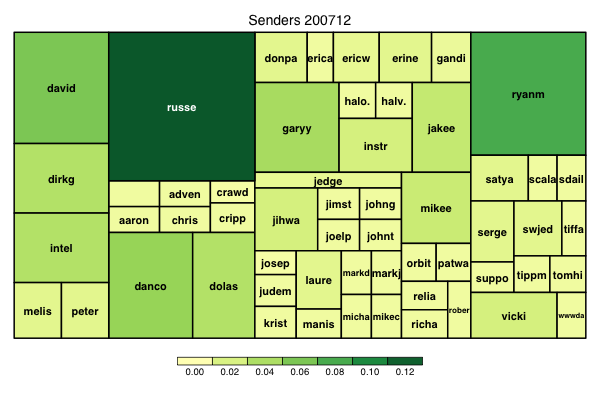 Senders 200712
david
russe
donpa
erica
ericw
erine
gandi
ryanm
garyy
halo.
halv.
jakee
instr
dirkg
jedge
mikee
satya
scala
sdail
adven
crawd
aaron
chris
cripp
jihwa
jimst
johng
joelp
johnt
serge
swjed
tiffa
intel
danco
dolas
josep
laure
markd
markj
orbit
patwa
suppo
tippm
tomhi
judem
relia
rober
melis
peter
krist
manis
micha
mikec
richa
vicki
wwwda
0.00 0.02 0.04 0.06 0.08 0.10 0.12